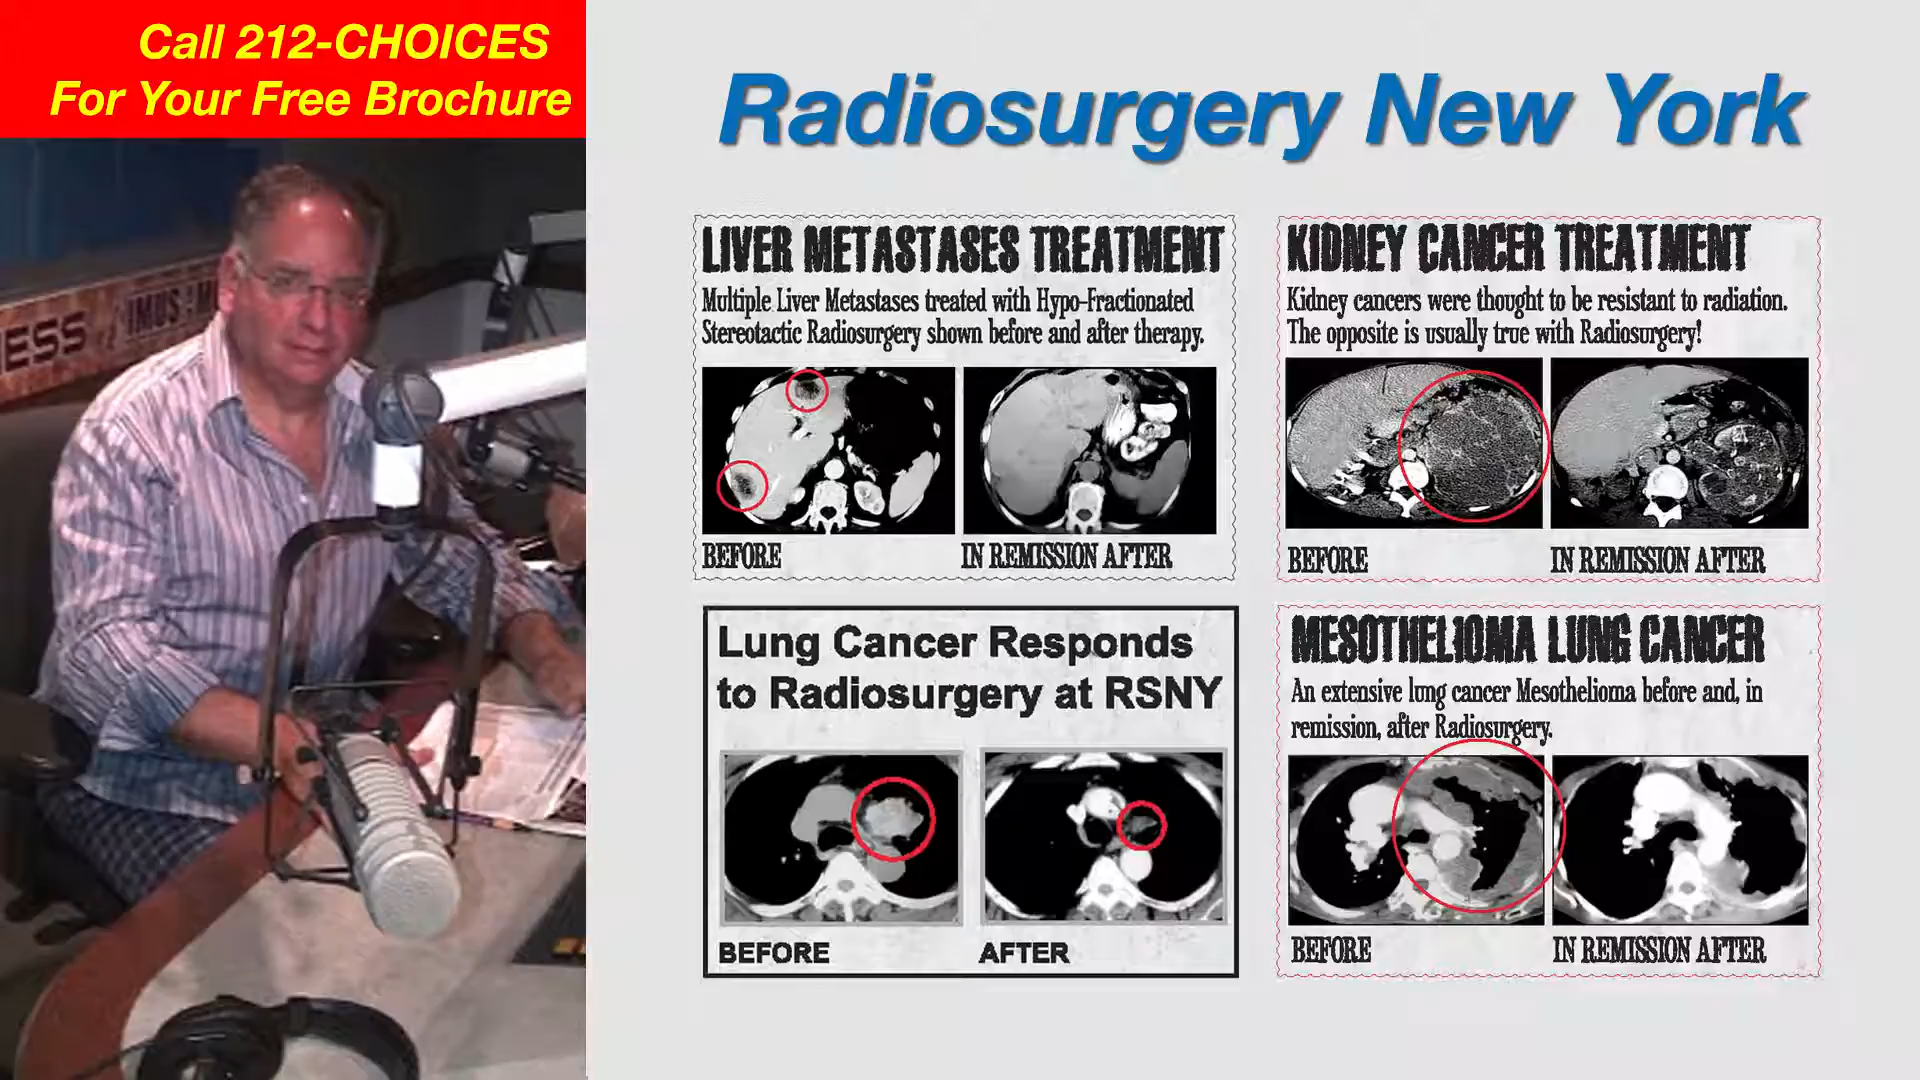 Call 212-CHOICES
For Your Free Brochure
Radiosurgery New York
LIVER METASTASES TREATMENT
Multiple Liver Metastases treated with Hypo-Fractionated
Stereotactic Radiosurgery shown before and after therapy.
BEFORE
IN REMISSION AFTER
KIDNEY CANCER TREATMENT
Kidney cancers were thought to be resistant to radiation.
The opposite is usually true with Radiosurgery!
BEFORE
IN REMISSION AFTER
Lung Cancer Responds
to Radiosurgery at RSNY
BEFORE
AFTER
MESOTHELIOMA LUNG CANCER
An extensive lung cancer Mesothelioma before and, in
remission, after Radiosurgery.
BEFORE
IN REMISSION AFTER
ESS
IMUS